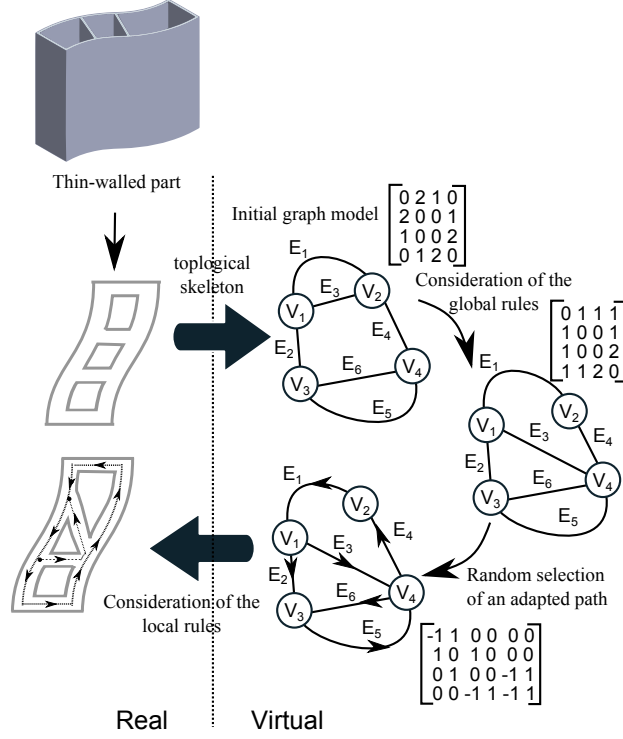 Thin-walled part
Initial graph model
0 2 1 0
2 0 0 1
1 0 0 2
0 1 2 0
toplogical
skeleton
E1
E3
V2
V1
E2
E4
E6
V4
V3
E5
Consideration of the
global rules
0 1 1 1
1 0 0 1
1 0 0 2
1 1 2 0
E1
V2
V1
E3
E4
E2
E6
V4
V3
E5
E1
V2
V1
E3
E4
E2
E6
V4
V3
E5
Consideration of the
local rules
Random selection
of an adapted path
-1 1 0 0 0 0
1 0 1 0 0 0
0 1 0 0 -1 1
0 0 -1 1 -1 1
Real
Virtual